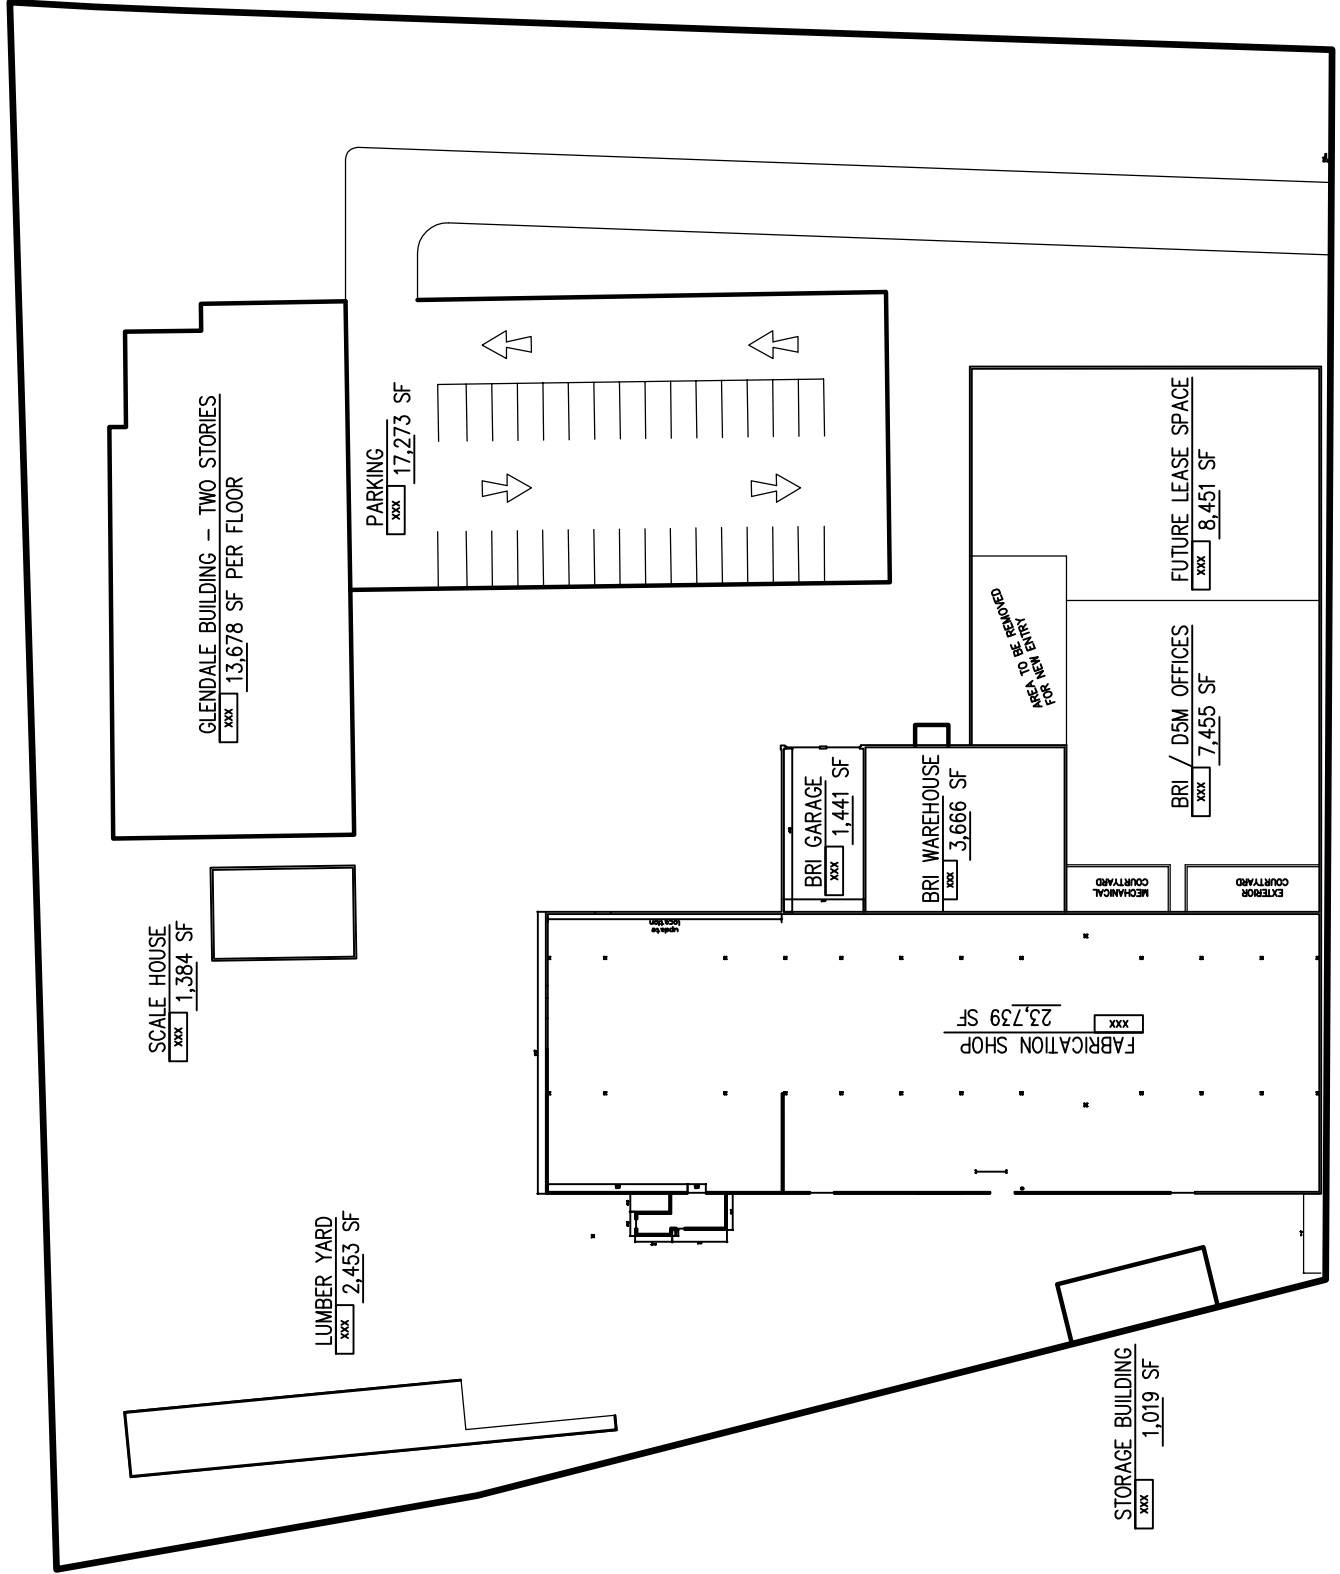 GLENDALE BUILDING - TWO STORIES
XXX 13,678 SF PER FLOOR
PARKING
XXX 17,273 SF
FUTURE LEASE SPACE
XXX 8,451 SF
AREA TO BE REMOVED
FOR NEW ENTRY
BRI / D5M OFFICES
XXX 7,455 SF
BRI GARAGE
XXX 1,441 SF
BRI WAREHOUSE
XXX 3,666 SF
MECHANICAL
COURTYARD
EXTERIOR
COURTYARD
SCALE HOUSE
XXX 1,384 SF
update
location
FABRICATION SHOP
XXX 23,739 SF
LUMBER YARD
XXX 2,453 SF
STORAGE BUILDING
XXX 1,019 SF